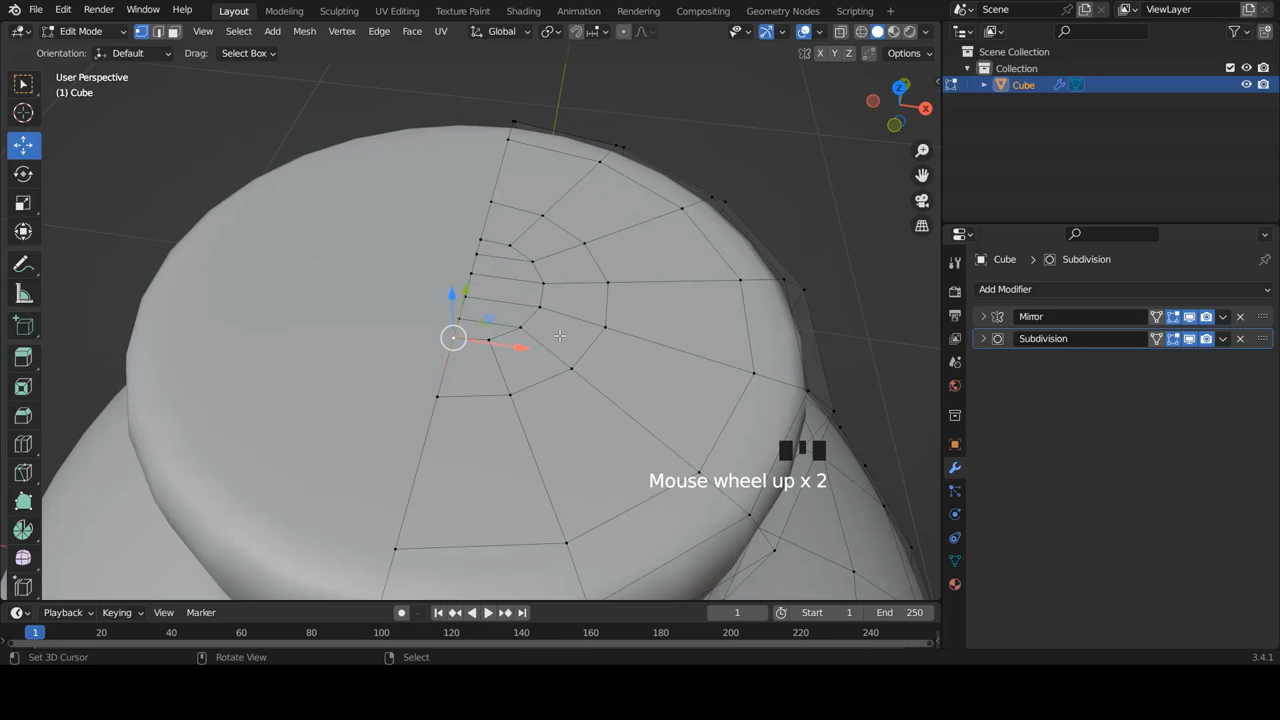 File Edit Render Window Help Layout Modeling Sculpting UV Editing Texture Paint Shading Animation Rendering Compositing Geometry Nodes Scripting Scene ViewLayer
Edit Mode View Select Add Mesh Vertex Edge Face UV Global
Orientation: Default Drag: Select Box X Y Z Options
Scene Collection
Collection
Cube
User Perspective
(1) Cube
Z
X
Cube Subdivision
Add Modifier
Mirror
Subdivision
Mouse wheel up x 2
Playback Keying View Marker 1 Start 1 End 250
1 20 40 60 80 100 120 140 160 180 200 220 240
Set 3D Cursor Rotate View Select 3.4.1